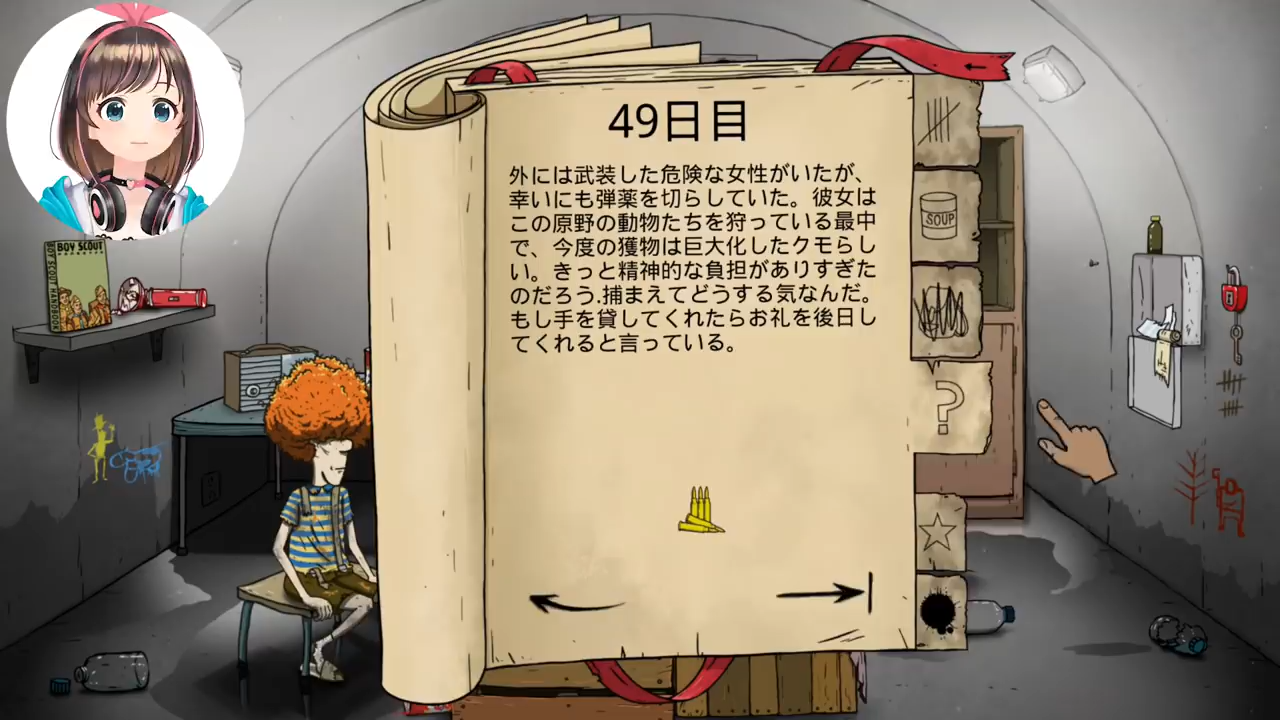 49日目
外には武装した危険な女性がいたが、
幸いにも弾薬を切らしていた。彼女は
この原野の動物たちを狩っている最中
で、今度の獲物は巨大化したクモらし
い。きっと精神的な負担がありすぎた
のだろう.捕まえてどうする気なんだ。
もし手を貸してくれたらお礼を後日し
てくれると言っている。
SOUP
?
BOY SCOUT
BOY SCOUT HANDBOOK